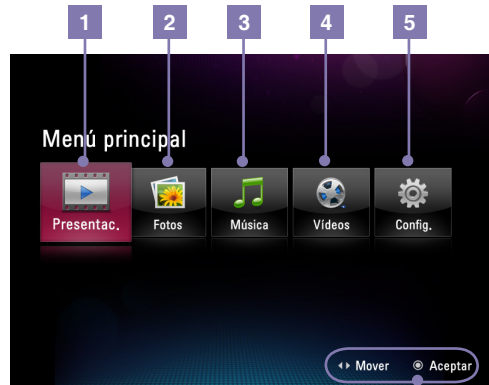 1 2 3 4 5
Menú principal
Presentac. Fotos Música Vídeos Config.
Mover Aceptar